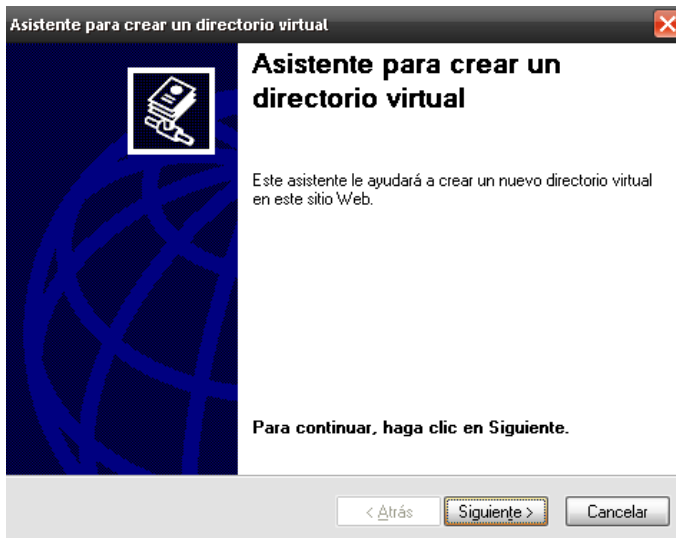 Asistente para crear un directorio virtual
Asistente para crear un
directorio virtual
Este asistente le ayudará a crear un nuevo directorio virtual
en este sitio Web.
Para continuar, haga clic en Siguiente.
< Atrás
Siguiente >
Cancelar